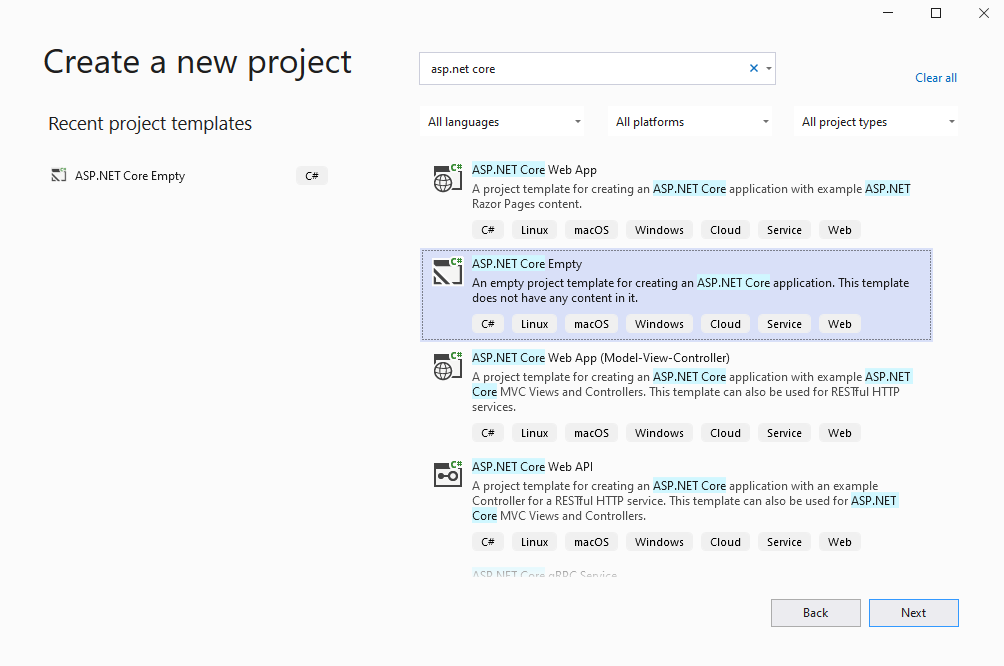 Create a new project
asp.net core
Clear all
Recent project templates
All languages
All platforms
All project types
ASP.NET Core Empty
C#
C#
ASP.NET Core Web App
A project template for creating an ASP.NET Core application with example ASP.NET
Razor Pages content.
C# Linux macOS Windows Cloud Service Web
C#
ASP.NET Core Empty
An empty project template for creating an ASP.NET Core application. This template
does not have any content in it.
C# Linux macOS Windows Cloud Service Web
C#
ASP.NET Core Web App (Model-View-Controller)
A project template for creating an ASP.NET Core application with example ASP.NET
Core MVC Views and Controllers. This template can also be used for RESTful HTTP
services.
C# Linux macOS Windows Cloud Service Web
C#
ASP.NET Core Web API
A project template for creating an ASP.NET Core application with an example
Controller for a RESTful HTTP service. This template can also be used for ASP.NET
Core MVC Views and Controllers.
C# Linux macOS Windows Cloud Service Web
ASP.NET Core gRPC Service
Back
Next